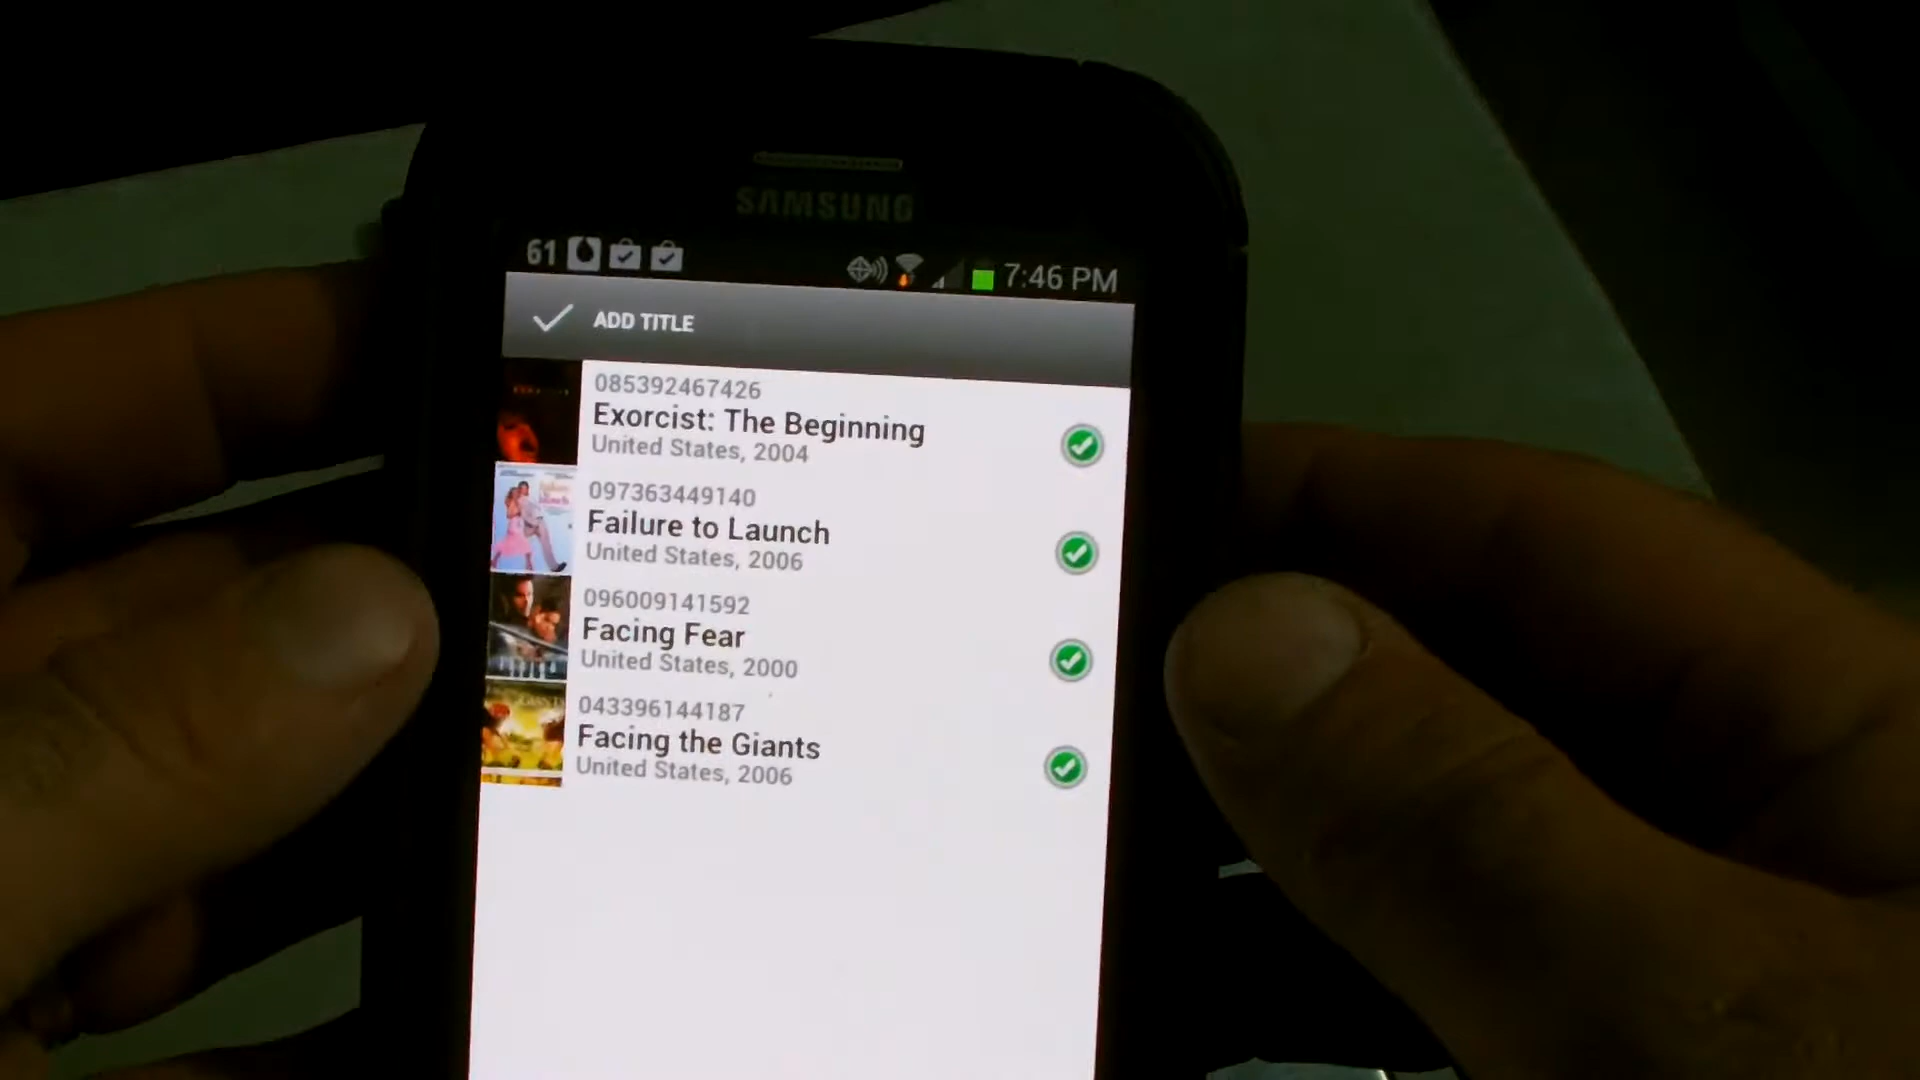 SAMSUNG
61
7:46 PM
ADD TITLE
085392467426
Exorcist: The Beginning
United States, 2004
097363449140
Failure to Launch
United States, 2006
096009141592
Facing Fear
United States, 2000
043396144187
Facing the Giants
United States, 2006